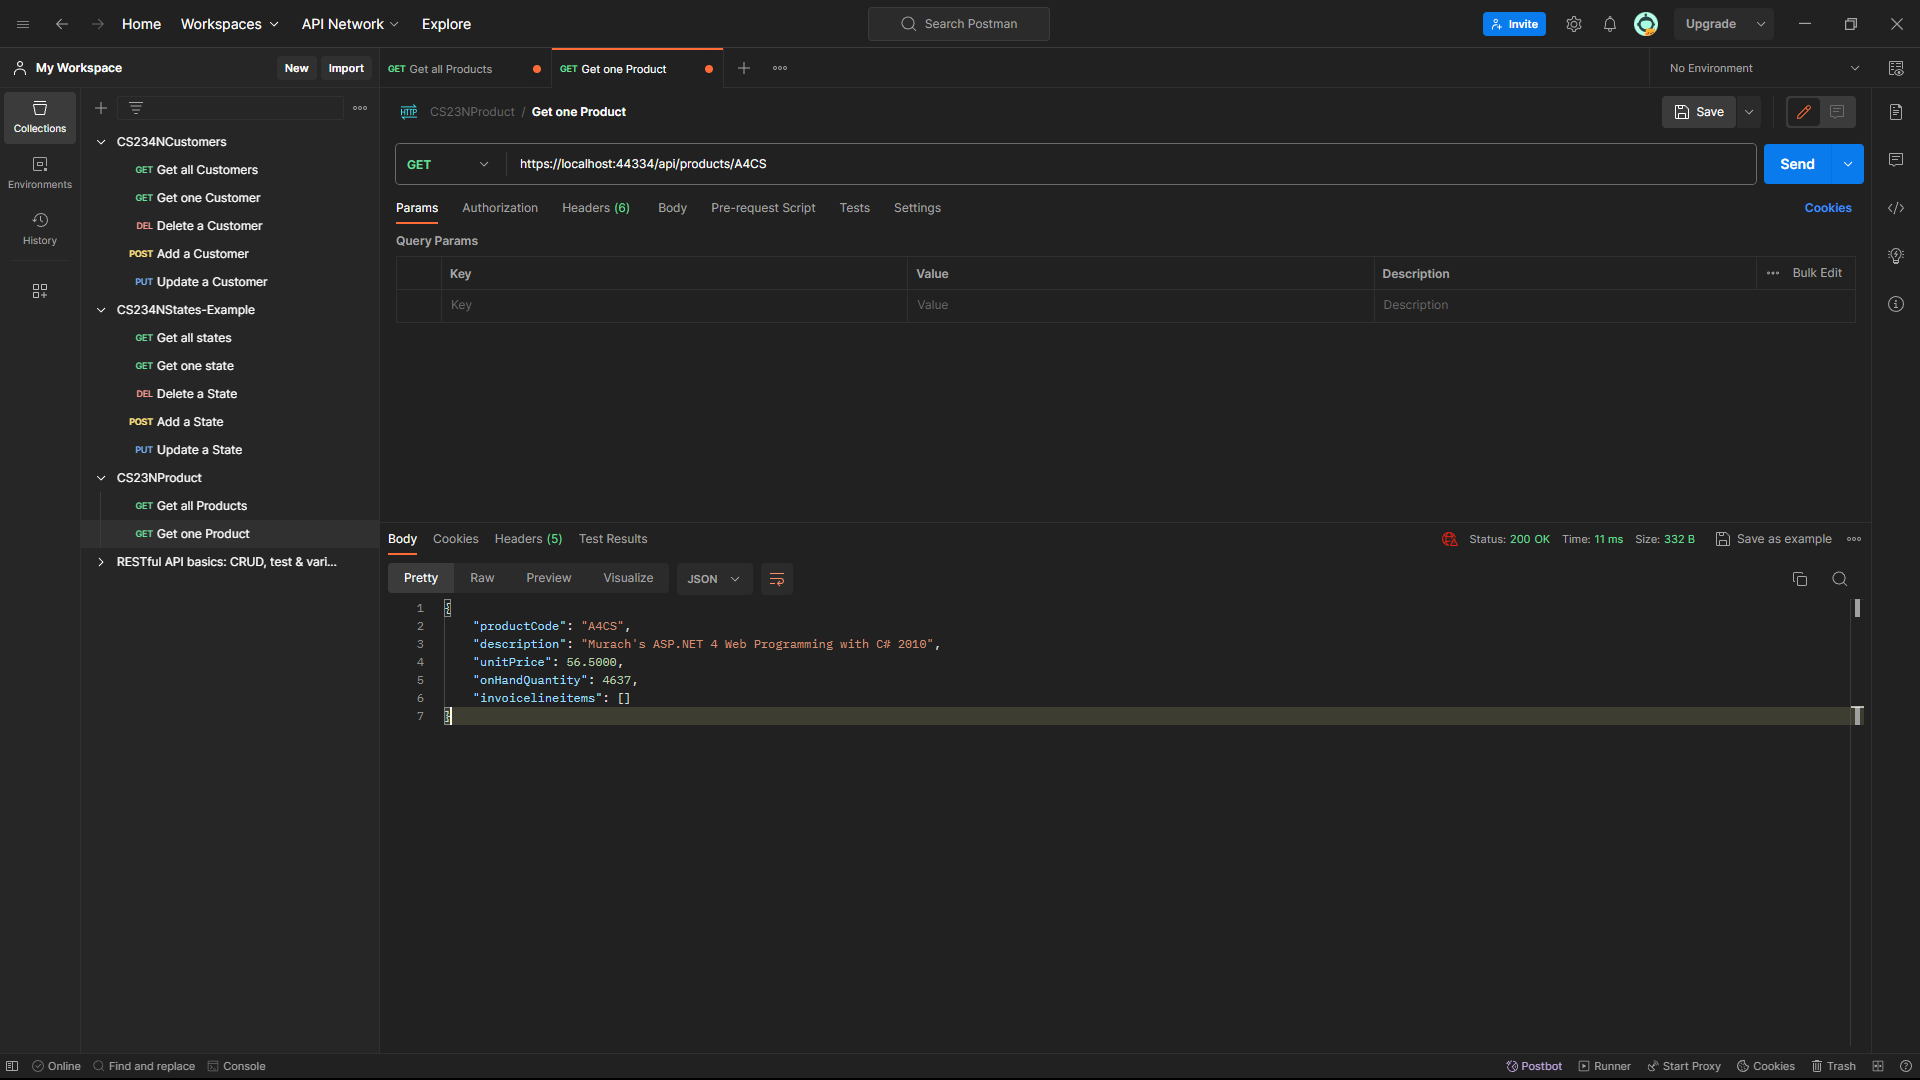 Home Workspaces API Network Explore Search Postman Invite Upgrade
My Workspace New Import GET Get all Products GET Get one Product No Environment
Collections
Environments
History
CS234NCustomers
GET Get all Customers
GET Get one Customer
DEL Delete a Customer
POST Add a Customer
PUT Update a Customer
CS234NStates-Example
GET Get all states
GET Get one state
DEL Delete a State
POST Add a State
PUT Update a State
CS23NProduct
GET Get all Products
GET Get one Product
RESTful API basics: CRUD, test & vari...
HTTP CS23NProduct / Get one Product Save
GET https://localhost:44334/api/products/A4CS Send
Params Authorization Headers (6) Body Pre-request Script Tests Settings Cookies
Query Params
Key Value Description Bulk Edit
Key Value Description
Body Cookies Headers (5) Test Results Status: 200 OK Time: 11 ms Size: 332 B Save as example
Pretty Raw Preview Visualize JSON
1 {
2 "productCode": "A4CS",
3 "description": "Murach's ASP.NET 4 Web Programming with C# 2010",
4 "unitPrice": 56.5000,
5 "onHandQuantity": 4637,
6 "invoicelineitems": []
7 }
Online Find and replace Console Postbot Runner Start Proxy Cookies Trash